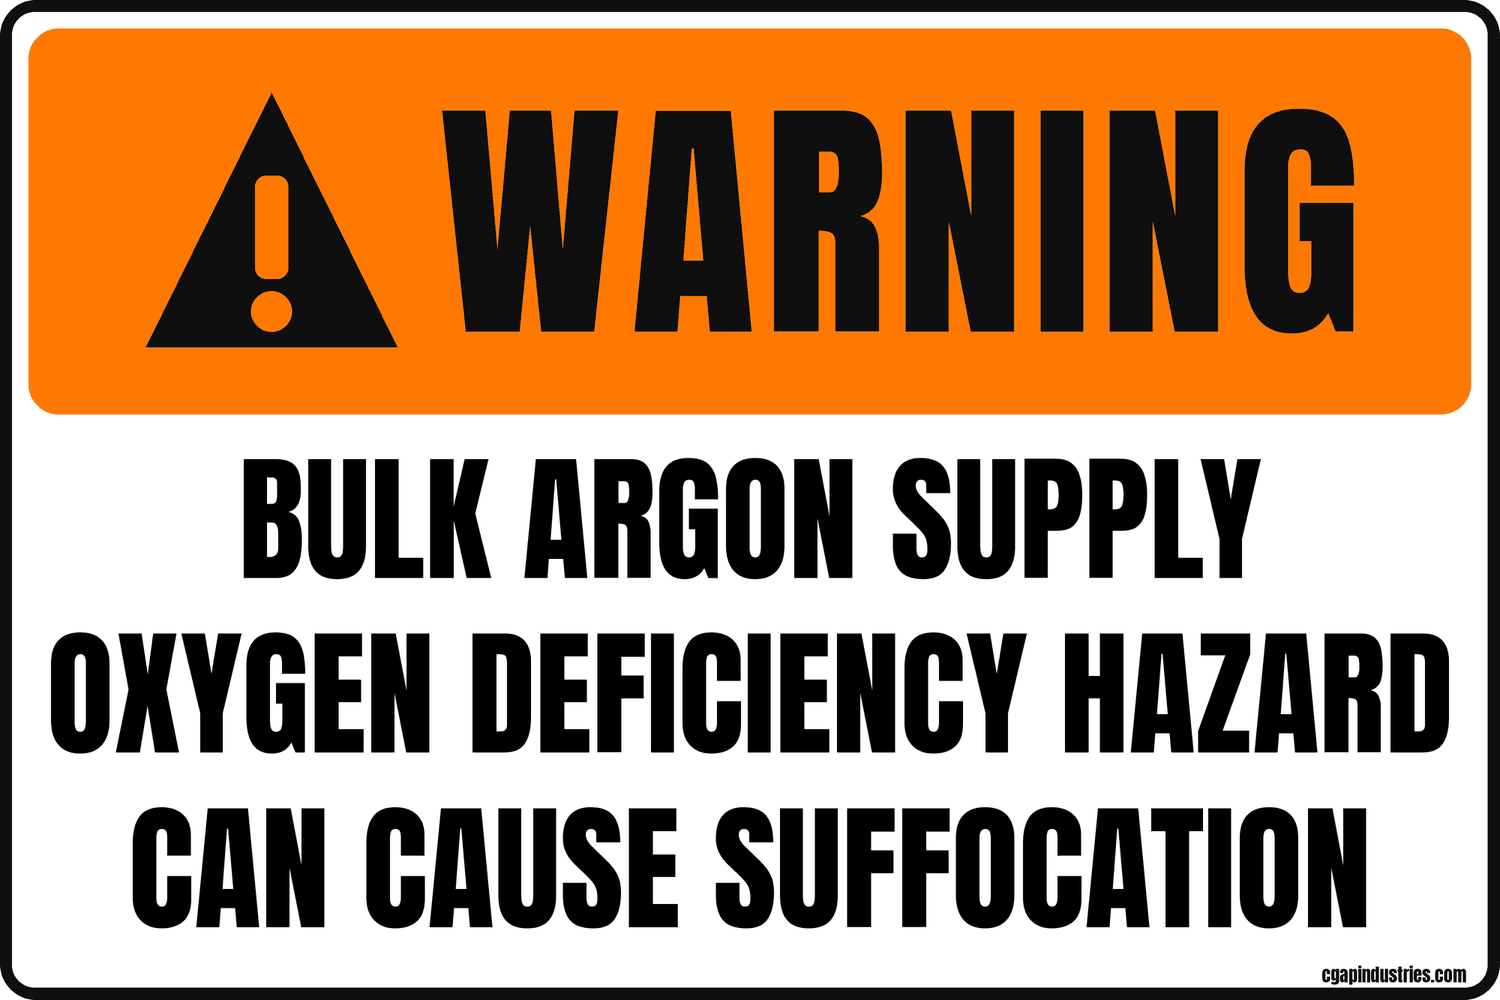 WARNING
BULK ARGON SUPPLY
OXYGEN DEFICIENCY HAZARD
CAN CAUSE SUFFOCATION
cgapindustries.com